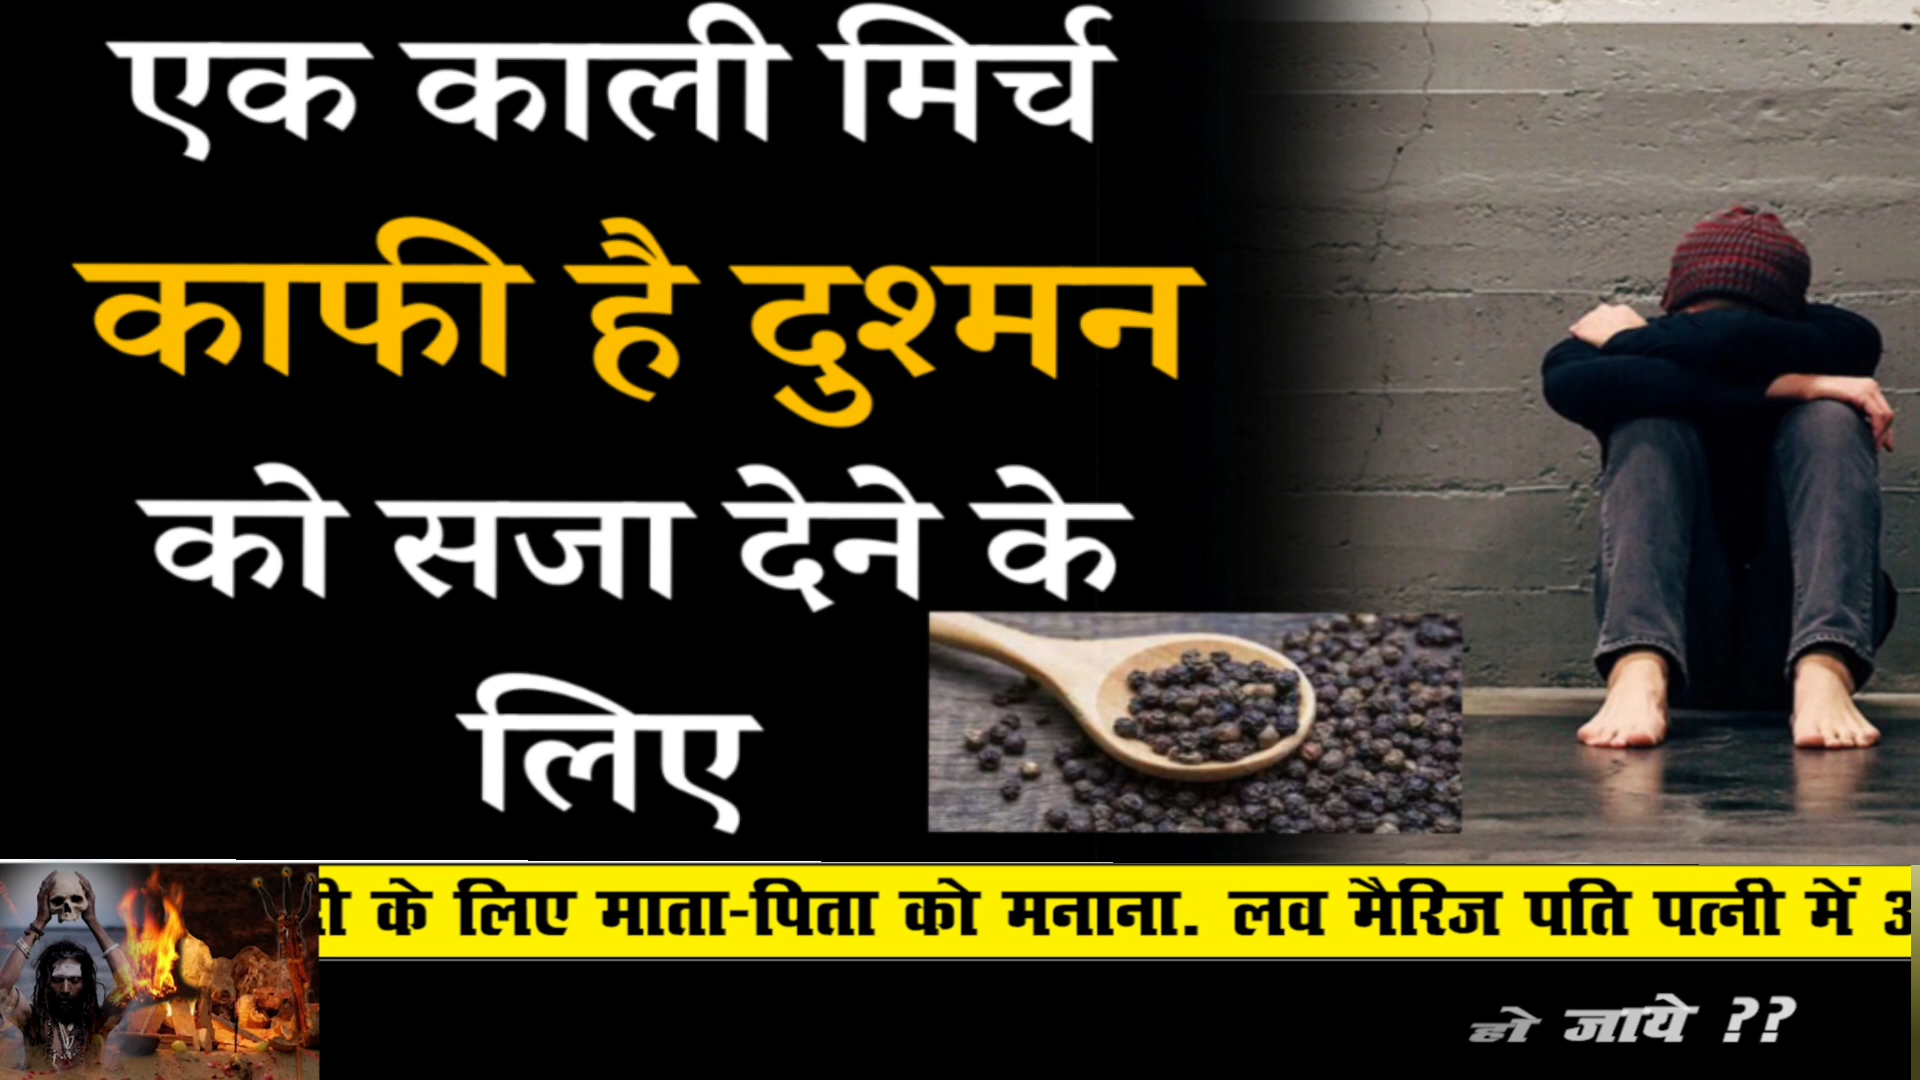 एक काली मिर्च
काफी है दुश्मन
को सजा देने के
लिए
के लिए माता-पिता को मनाना. लव मैरिज पति पत्नी में
हो जाये ??